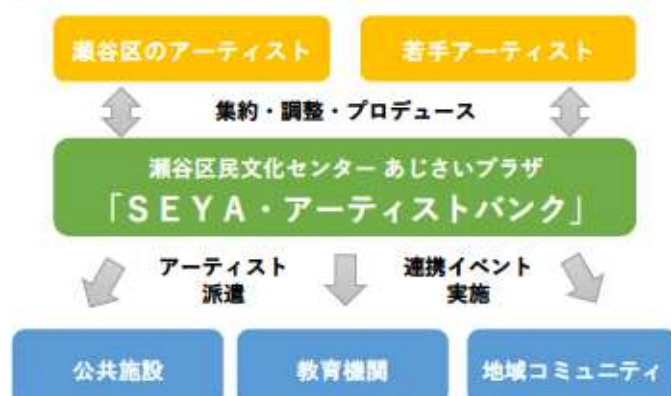 瀬谷区のアーティスト
若手アーティスト
集約・調整・プロデュース
瀬谷区民文化センター あじさいプラザ
「SEYA・アーティストバンク」
アーティスト
派遣
連携イベント
実施
公共施設
教育機関
地域コミュニティ